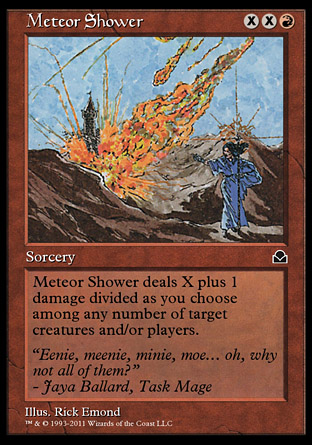 Meteor Shower X X
Sorcery
Meteor Shower deals X plus 1
damage divided as you choose
among any number of target
creatures and/or players.
“Eenie, meenie, minie, moe... oh, why
not all of them?”
- Jaya Ballard, Task Mage
Illus. Rick Emond
™ & © 1993-2011 Wizards of the Coast LLC